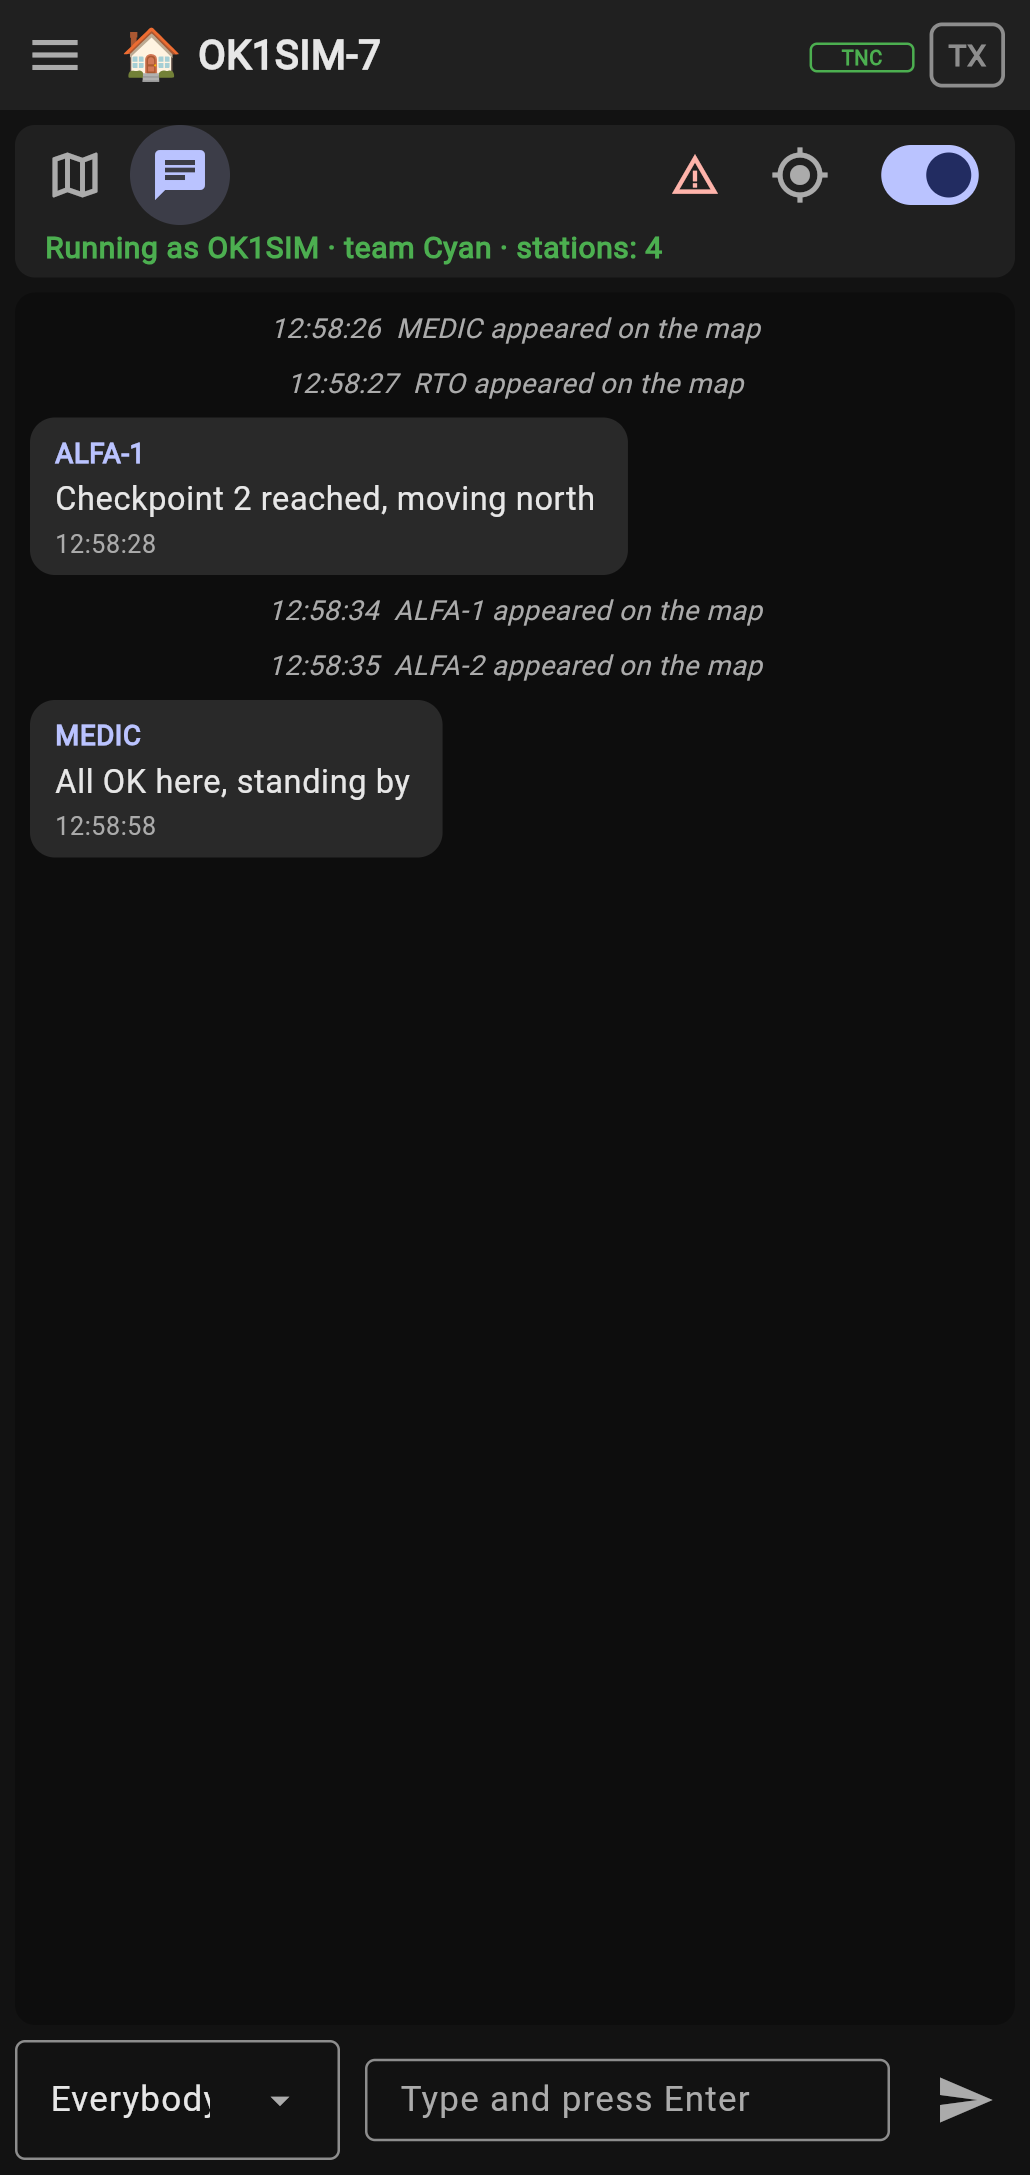 OK1SIM-7
TNC
TX
Running as OK1SIM · team Cyan · stations: 4
12:58:26 MEDIC appeared on the map
12:58:27 RTO appeared on the map
ALFA-1
Checkpoint 2 reached, moving north
12:58:28
12:58:34 ALFA-1 appeared on the map
12:58:35 ALFA-2 appeared on the map
MEDIC
All OK here, standing by
12:58:58
Everybody
Type and press Enter